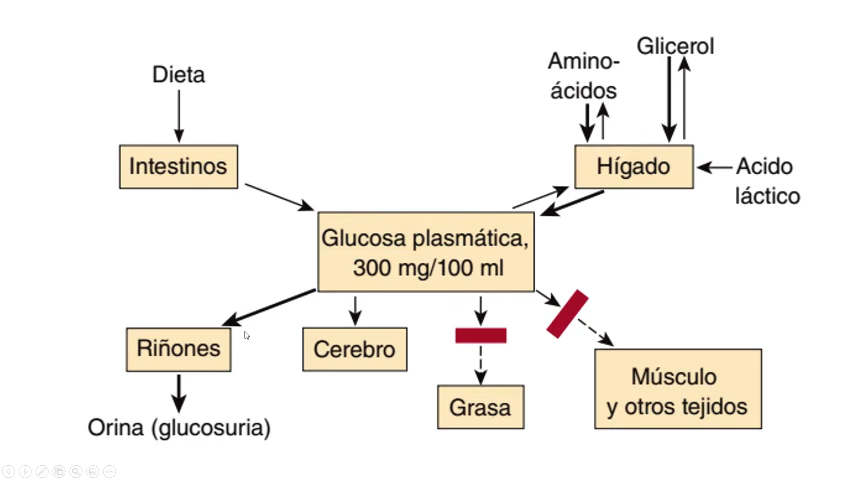 Dieta
Intestinos
Amino-
ácidos
Glicerol
Hígado
Acido
láctico
Glucosa plasmática,
300 mg/100 ml
Riñones
Cerebro
Grasa
Músculo
y otros tejidos
Orina (glucosuria)